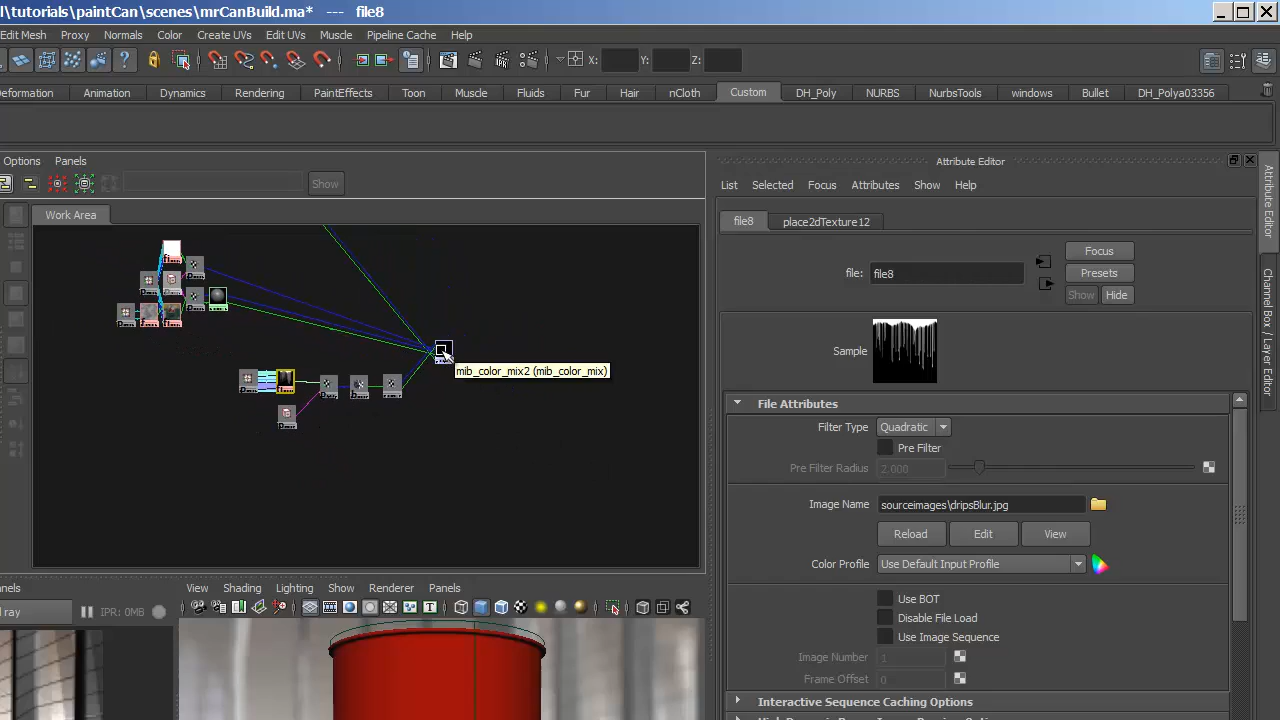 l\tutorials\paintCan\scenes\mrCanBuild.ma* --- file8
Edit Mesh Proxy Normals Color Create UVs Edit UVs Muscle Pipeline Cache Help
X: Y: Z:
eformation Animation Dynamics Rendering PaintEffects Toon Muscle Fluids Fur Hair nCloth Custom DH_Poly NURBS NurbsTools windows Bullet DH_Polya03356
Options Panels
Attribute Editor
Show
List Selected Focus Attributes Show Help
Work Area
file8 place2dTexture12
Focus
file: file8
Presets
Show Hide
Sample
mib_color_mix2 (mib_color_mix)
File Attributes
Filter Type Quadratic
Pre Filter
Pre Filter Radius 2.000
Image Name sourceimages\dripsBlur.jpg
Reload Edit View
Color Profile Use Default Input Profile
Use BOT
Disable File Load
Use Image Sequence
Image Number 1
Frame Offset 0
Interactive Sequence Caching Options
anels View Shading Lighting Show Renderer Panels
l ray IPR: 0MB
Attribute Editor
Channel Box / Layer Editor